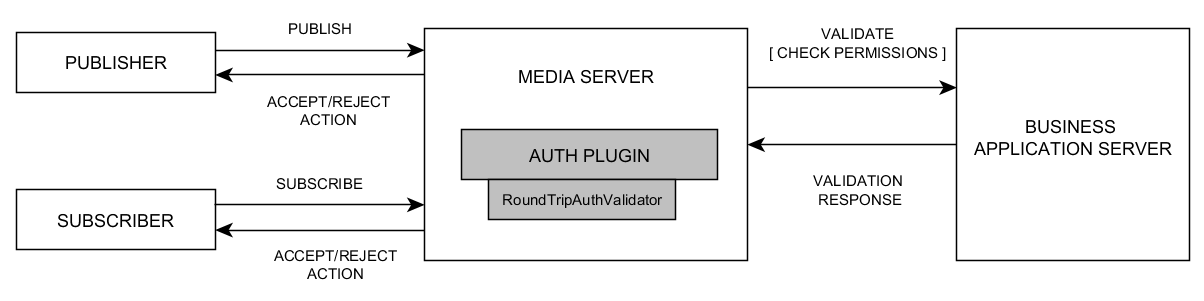 PUBLISHER
PUBLISH
ACCEPT/REJECT
ACTION
SUBSCRIBER
SUBSCRIBE
ACCEPT/REJECT
ACTION
MEDIA SERVER
AUTH PLUGIN
RoundTripAuthValidator
VALIDATE
[ CHECK PERMISSIONS ]
VALIDATION
RESPONSE
BUSINESS
APPLICATION SERVER